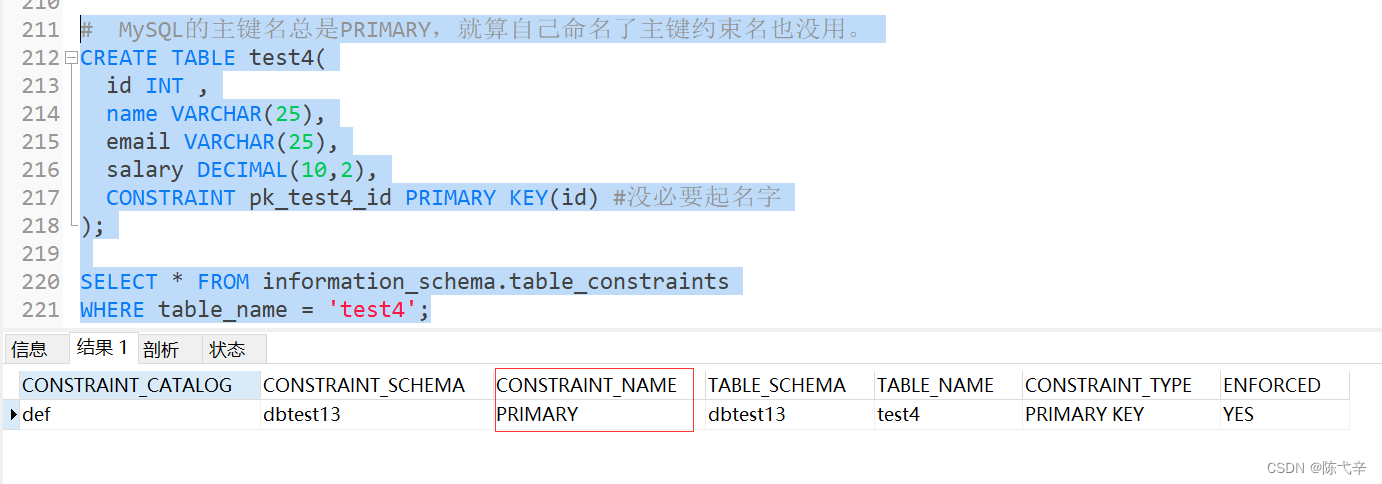 210
211 #  MySQL的主键名总是PRIMARY，就算自己命名了主键约束名也没用。
212 CREATE TABLE test4(
213   id INT ,
214   name VARCHAR(25),
215   email VARCHAR(25),
216   salary DECIMAL(10,2),
217   CONSTRAINT pk_test4_id PRIMARY KEY(id) #没必要起名字
218 );
219
220 SELECT * FROM information_schema.table_constraints
221 WHERE table_name = 'test4';
信息 结果 1 剖析 状态
CONSTRAINT_CATALOG CONSTRAINT_SCHEMA CONSTRAINT_NAME TABLE_SCHEMA TABLE_NAME CONSTRAINT_TYPE ENFORCED
def dbtest13 PRIMARY dbtest13 test4 PRIMARY KEY YES
CSDN @陈弋辛